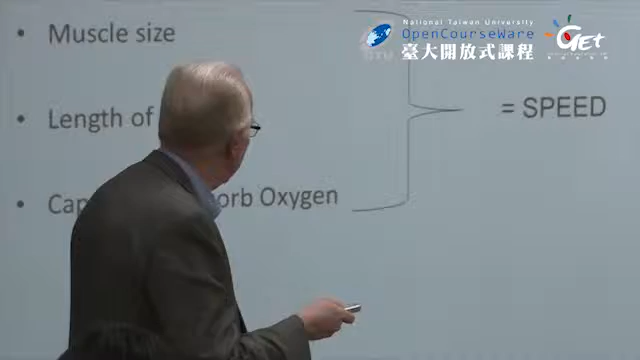 National Taiwan University
OpenCourseWare
臺大開放式課程
GEt
• Muscle size
• Length of
= SPEED
• Cap orb Oxygen